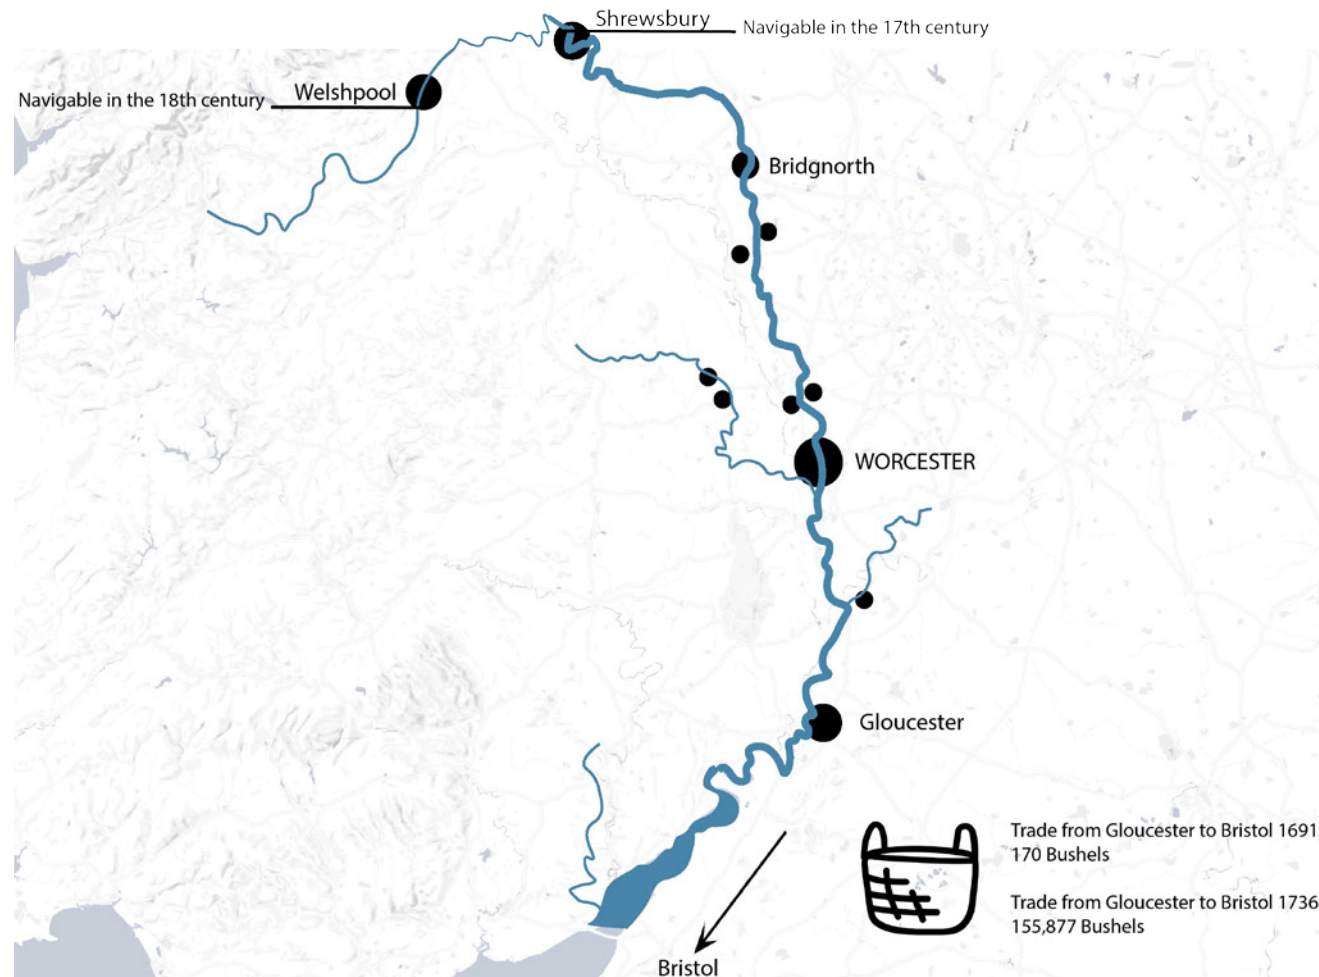 Shrewsbury
Navigable in the 17th century
Welshpool
Navigable in the 18th century
Bridgnorth
WORCESTER
Gloucester
Trade from Gloucester to Bristol 1691
170 Bushels
Trade from Gloucester to Bristol 1736
155,877 Bushels
Bristol